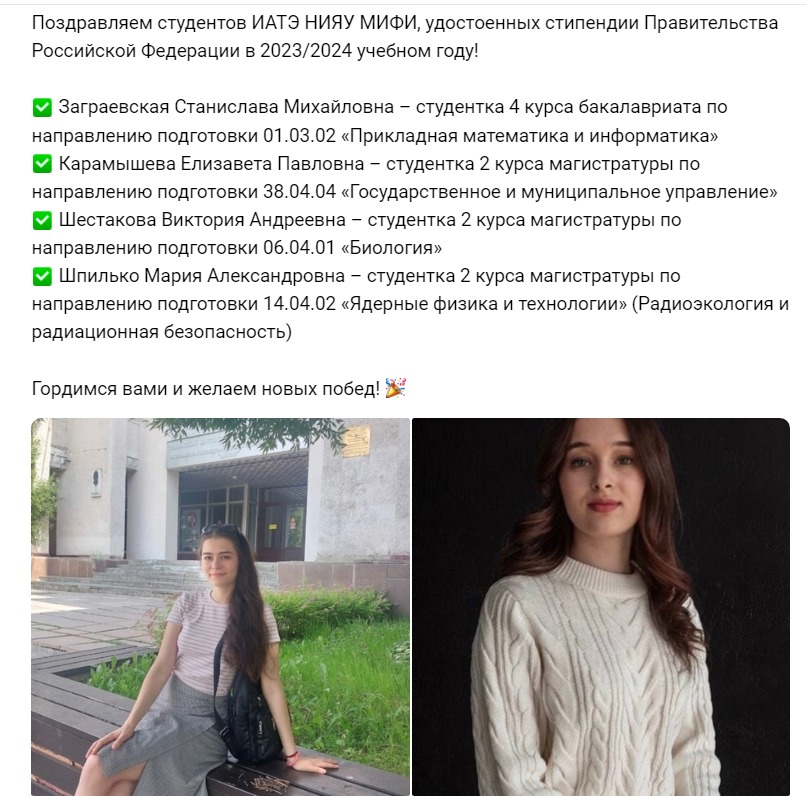 Поздравляем студентов ИАТЭ НИЯУ МИФИ, удостоенных стипендии Правительства
Российской Федерации в 2023/2024 учебном году!
✅ Заграевская Станислава Михайловна – студентка 4 курса бакалавриата по
направлению подготовки 01.03.02 «Прикладная математика и информатика»
✅ Карамышева Елизавета Павловна – студентка 2 курса магистратуры по
направлению подготовки 38.04.04 «Государственное и муниципальное управление»
✅ Шестакова Виктория Андреевна – студентка 2 курса магистратуры по
направлению подготовки 06.04.01 «Биология»
✅ Шпилько Мария Александровна – студентка 2 курса магистратуры по
направлению подготовки 14.04.02 «Ядерные физика и технологии» (Радиоэкология и
радиационная безопасность)
Гордимся вами и желаем новых побед! 🎉